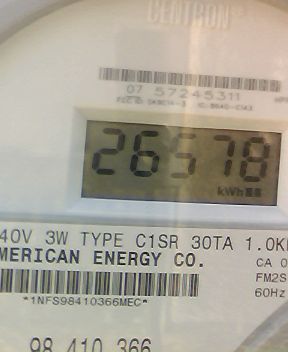 CENTRON®
07 57245311
26578
kWh
40V 3W TYPE C1SR 30TA 1.0K
MERICAN ENERGY CO.
CA 0
FM2S
60Hz
*1NFS98410366MEC*
98 410 366